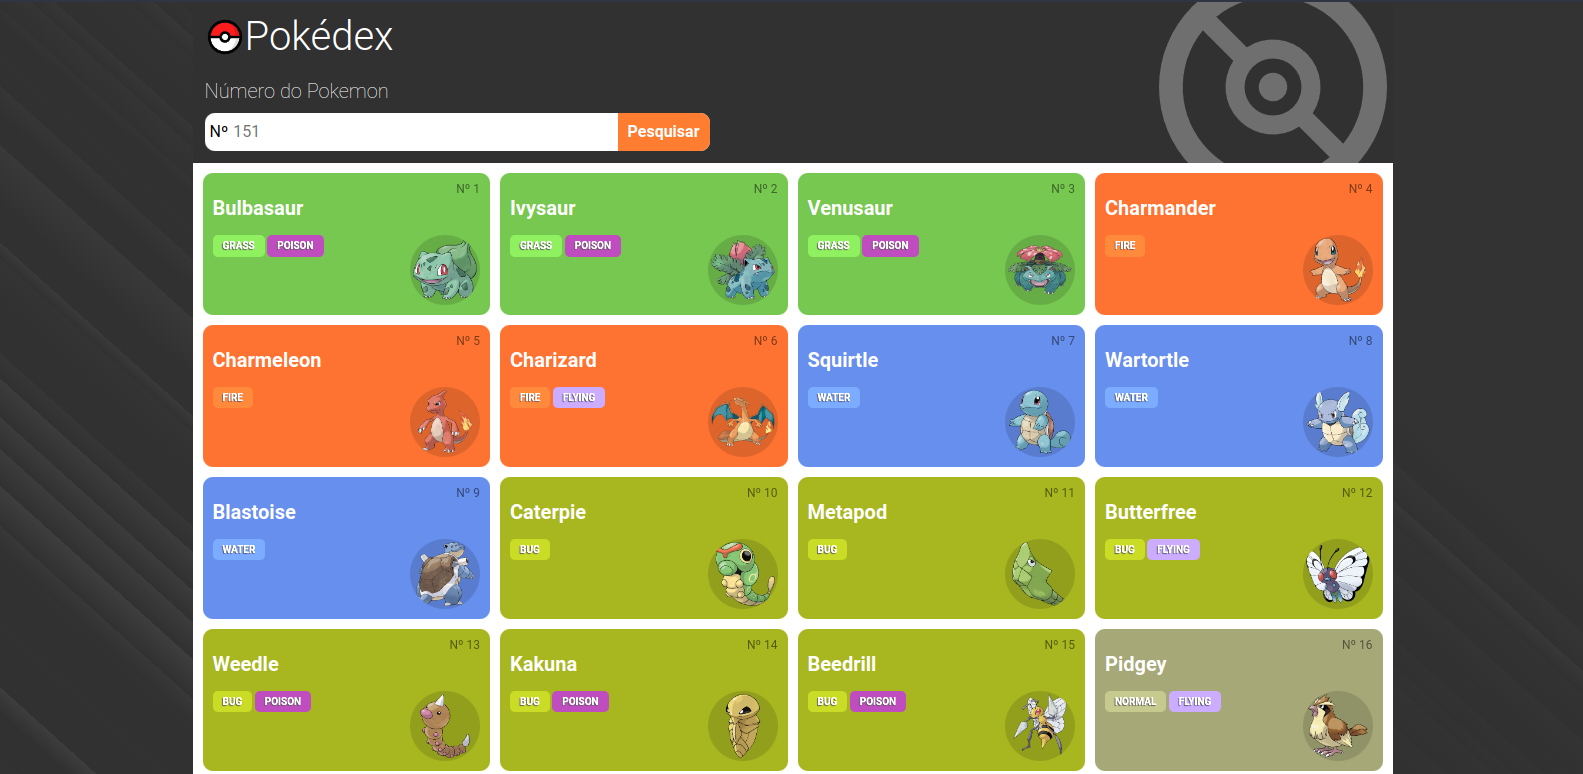 Pokédex
Número do Pokemon
Nº 151 Pesquisar
Nº 1
Bulbasaur
GRASS POISON
Nº 2
Ivysaur
GRASS POISON
Nº 3
Venusaur
GRASS POISON
Nº 4
Charmander
FIRE
Nº 5
Charmeleon
FIRE
Nº 6
Charizard
FIRE FLYING
Nº 7
Squirtle
WATER
Nº 8
Wartortle
WATER
Nº 9
Blastoise
WATER
Nº 10
Caterpie
BUG
Nº 11
Metapod
BUG
Nº 12
Butterfree
BUG FLYING
Nº 13
Weedle
BUG POISON
Nº 14
Kakuna
BUG POISON
Nº 15
Beedrill
BUG POISON
Nº 16
Pidgey
NORMAL FLYING